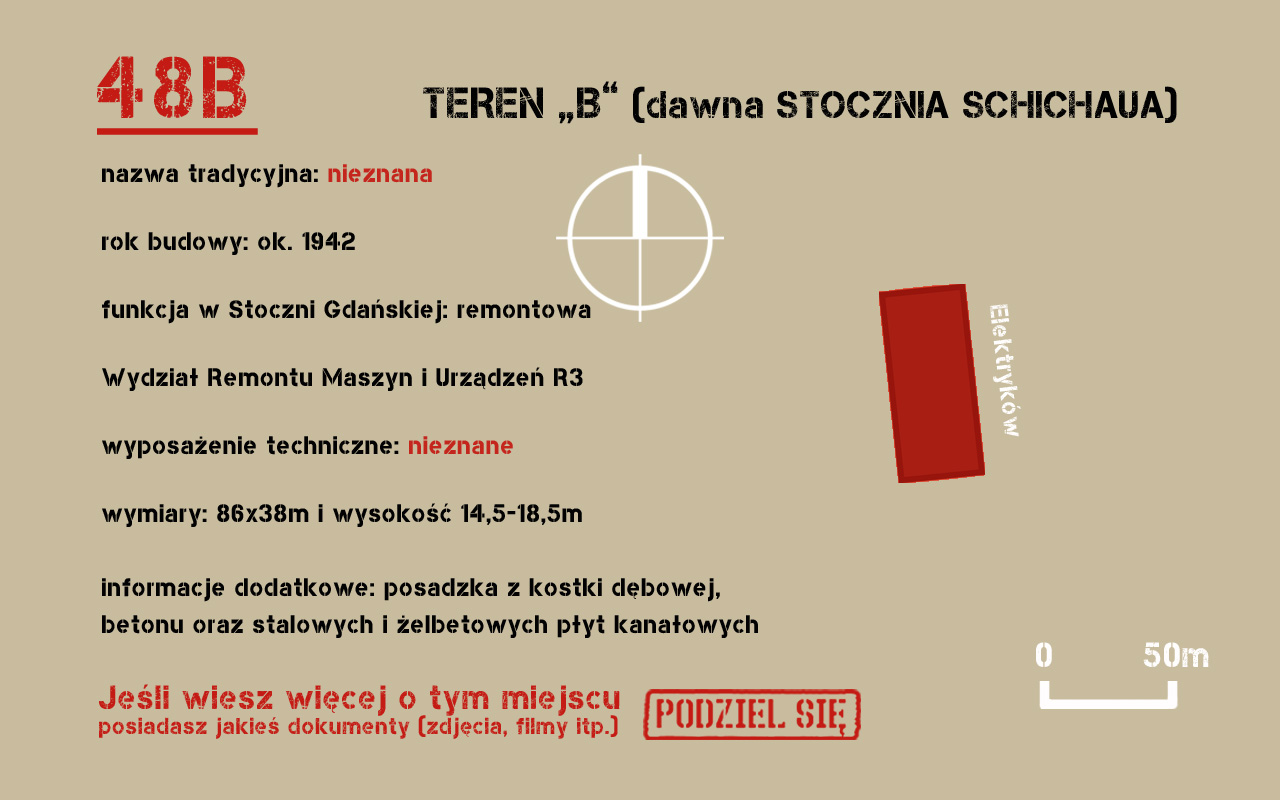 48B
TEREN „B“ (dawna STOCZNIA SCHICHAUA)
nazwa tradycyjna: nieznana
rok budowy: ok. 1942
funkcja w Stoczni Gdańskiej: remontowa
Wydział Remontu Maszyn i Urządzeń R3
wyposażenie techniczne: nieznane
wymiary: 86x38m i wysokość 14,5-18,5m
informacje dodatkowe: posadzka z kostki dębowej,
betonu oraz stalowych i żelbetowych płyt kanałowych
Elektryków
0 50m
Jeśli wiesz więcej o tym miejscu
posiadasz jakieś dokumenty (zdjęcia, filmy itp.)
PODZIEL SIĘ